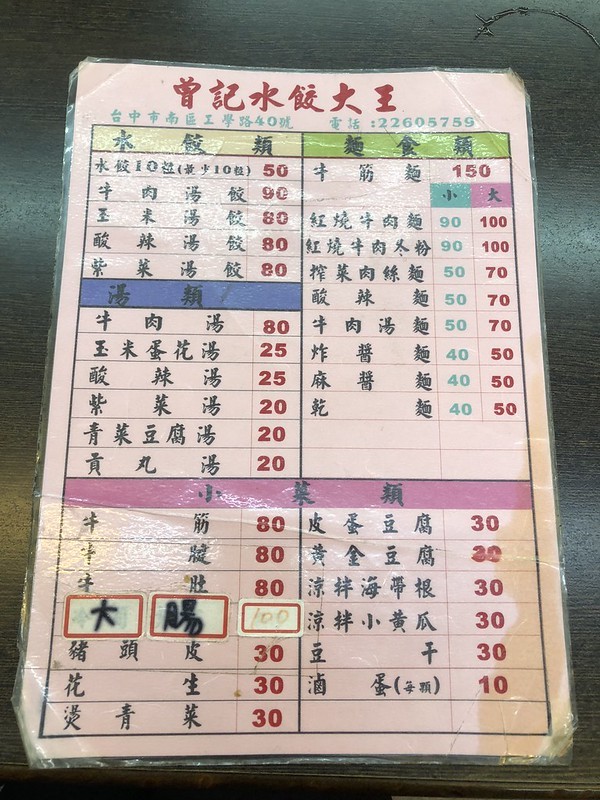 曾記水餃大王
台中市南區工學路40號 電話:22605759
水餃類
水餃10粒(最少10粒) 50
牛肉湯餃 90
玉米湯餃 80
酸辣湯餃 80
紫菜湯餃 80
湯類
牛肉湯 80
玉米蛋花湯 25
酸辣湯 25
紫菜湯 20
青菜豆腐湯 20
貢丸湯 20
麵食類
牛筋麵 150
小 大
紅燒牛肉麵 90 100
紅燒牛肉冬粉 90 100
榨菜肉絲麵 50 70
酸辣麵 50 70
牛肉湯麵 50 70
炸醬麵 40 50
麻醬麵 40 50
乾麵 40 50
小菜類
牛筋 80
牛腱 80
牛肚 80
大腸 100
豬頭皮 30
花生 30
燙青菜 30
皮蛋豆腐 30
黃金豆腐 30
涼拌海帶根 30
涼拌小黃瓜 30
豆干 30
滷蛋(每顆) 10